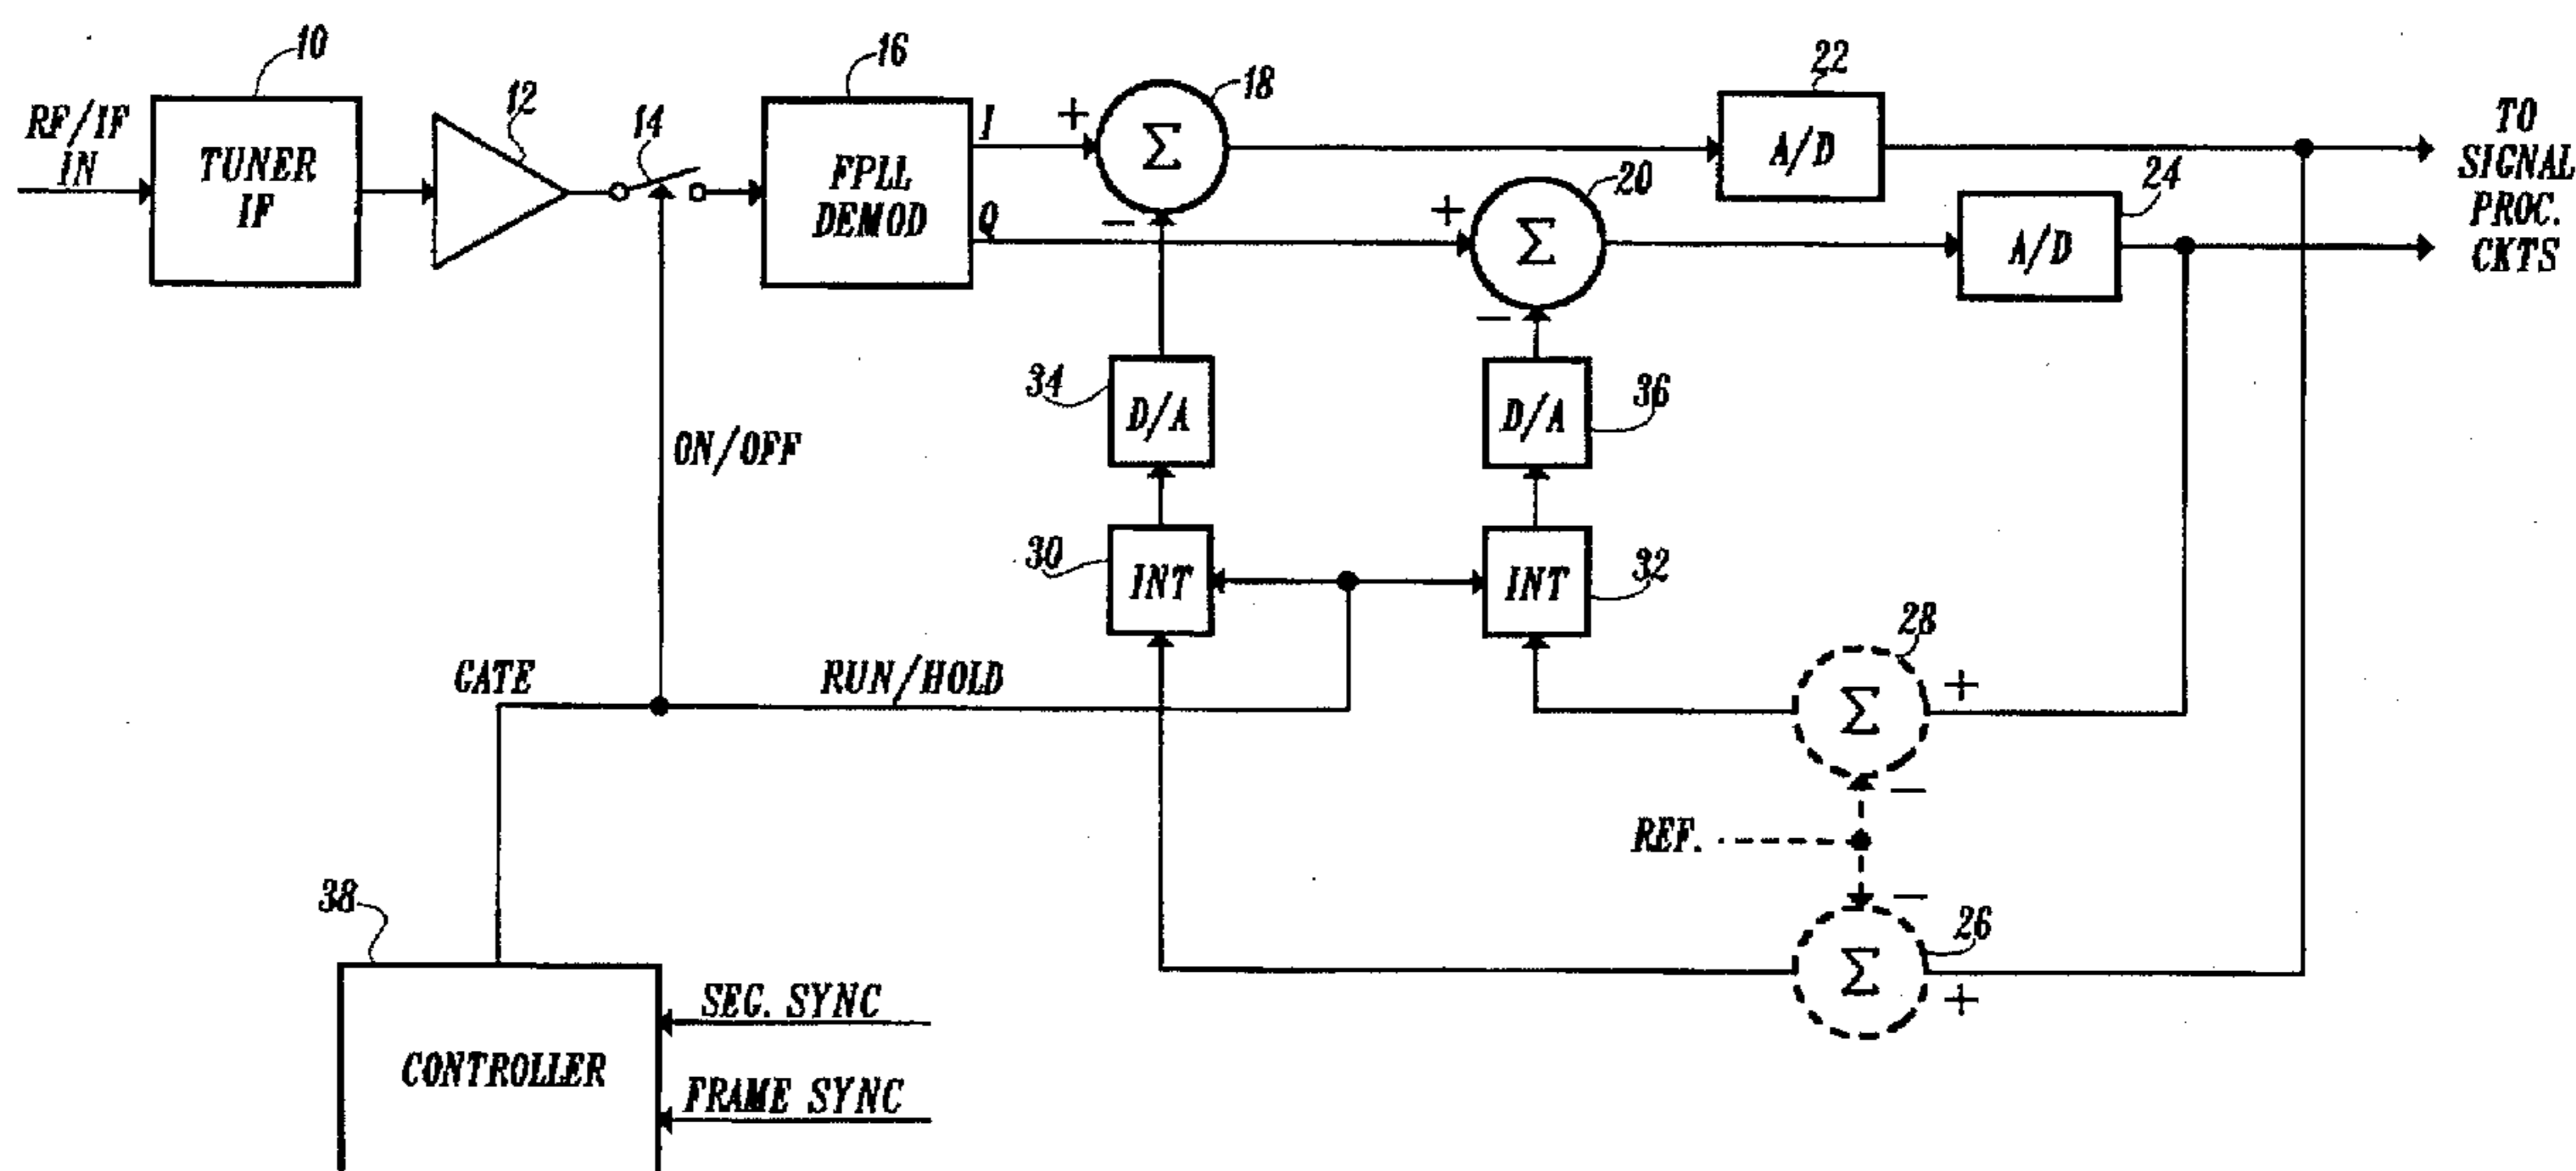 10
RF/IF
IN
TUNER
IF
12
14
16
FPLL
DEMOD
I
Q
+
Σ
18
−
+
Σ
20
−
22
A/D
24
A/D
TO
SIGNAL
PROC.
CKTS
34
D/A
36
D/A
ON/OFF
30
INT
32
INT
GATE
RUN/HOLD
28
Σ
+
−
REF.
−
26
Σ
+
38
CONTROLLER
SEG. SYNC
FRAME SYNC